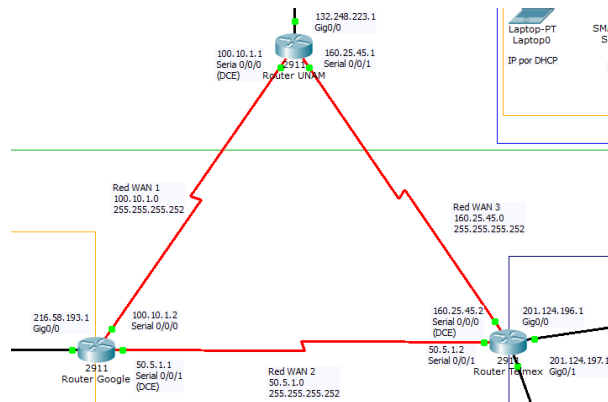 132.248.223.1
Gig0/0
Laptop-PT
Laptop0
IP por DHCP
SM
S
100.10.1.1
Serial 0/0/0
(DCE)
160.25.45.1
Serial 0/0/1
2911
Router UNAM
Red WAN 1
100.10.1.0
255.255.255.252
Red WAN 3
160.25.45.0
255.255.255.252
216.58.193.1
Gig0/0
100.10.1.2
Serial 0/0/0
160.25.45.2
Serial 0/0/0
(DCE)
201.124.196.1
Gig0/0
2911
Router Google
50.5.1.1
Serial 0/0/1
(DCE)
50.5.1.2
Serial 0/0/1
Router Telmex
201.124.197.1
Gig0/1
Red WAN 2
50.5.1.0
255.255.255.252